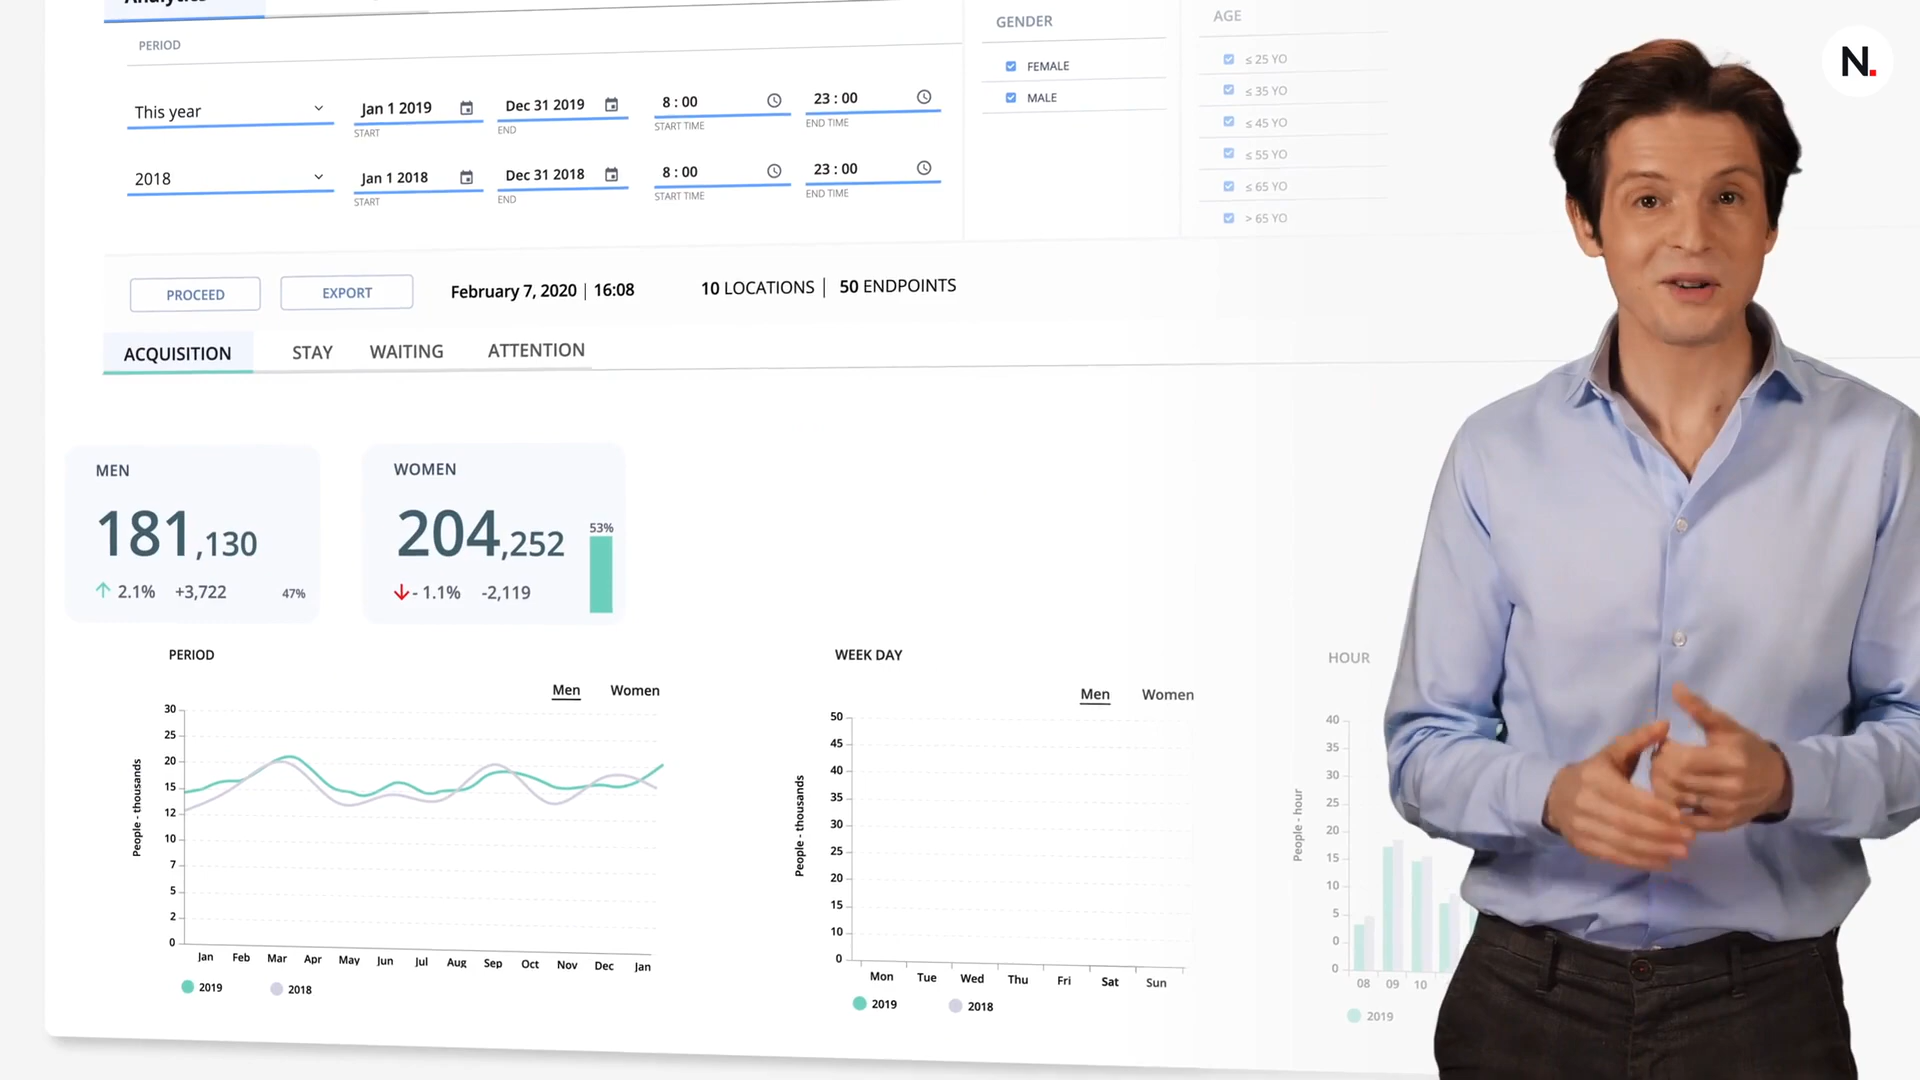 Analytics
PERIOD
This year
Jan 1 2019
START
Dec 31 2019
END
8 : 00
START TIME
23 : 00
END TIME
2018
Jan 1 2018
START
Dec 31 2018
END
8 : 00
START TIME
23 : 00
END TIME
GENDER
FEMALE
MALE
AGE
≤ 25 YO
≤ 35 YO
≤ 45 YO
≤ 55 YO
≤ 65 YO
> 65 YO
N.
PROCEED
EXPORT
February 7, 2020 | 16:08
10 LOCATIONS | 50 ENDPOINTS
ACQUISITION
STAY
WAITING
ATTENTION
MEN
181,130
2.1% +3,722
47%
WOMEN
204,252
53%
- 1.1% -2,119
PERIOD
Men Women
People - thousands
30
25
20
15
12
10
7
5
2
0
Jan Feb Mar Apr May Jun Jul Aug Sep Oct Nov Dec Jan
2019 2018
WEEK DAY
Men Women
People - thousands
50
45
40
35
30
25
20
15
10
0
Mon Tue Wed Thu Fri Sat Sun
2019 2018
HOUR
People - hour
40
35
30
25
20
15
10
5
0
0
08 09 10
2019